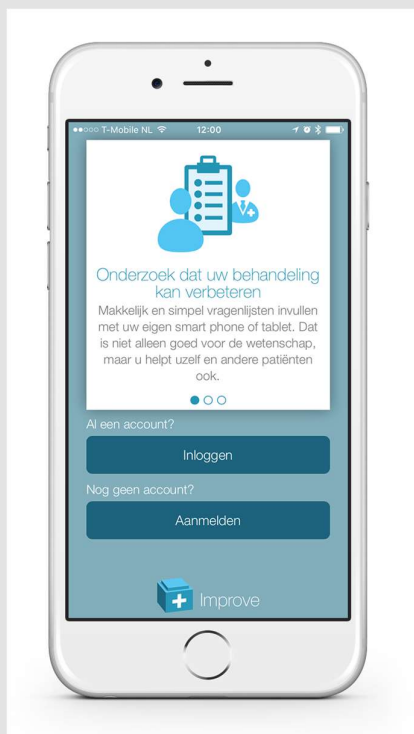 T-Mobile NL 12:00
Onderzoek dat uw behandeling
kan verbeteren
Makkelijk en simpel vragenlijsten invullen
met uw eigen smart phone of tablet. Dat
is niet alleen goed voor de wetenschap,
maar u helpt uzelf en andere patiënten
ook.
Al een account?
Inloggen
Nog geen account?
Aanmelden
Improve